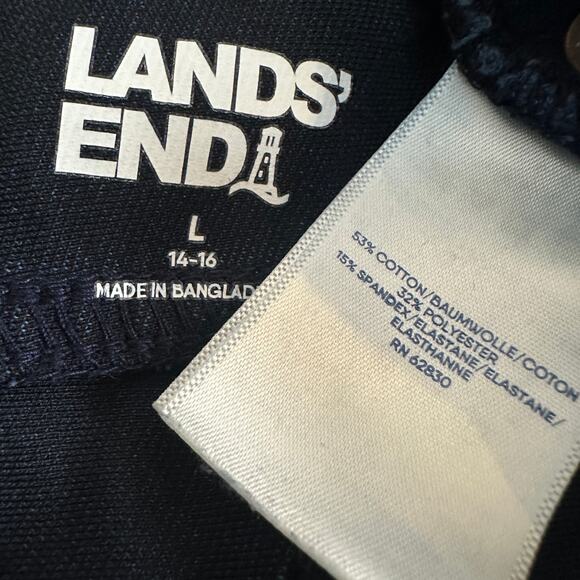 LANDS'
END
L
14-16
MADE IN BANGLAD
53% COTTON/BAUMWOLLE/COTON
32% POLYESTER
15% SPANDEX/ELASTANE/ELASTANE/
ELASTHANNE
RN 62830